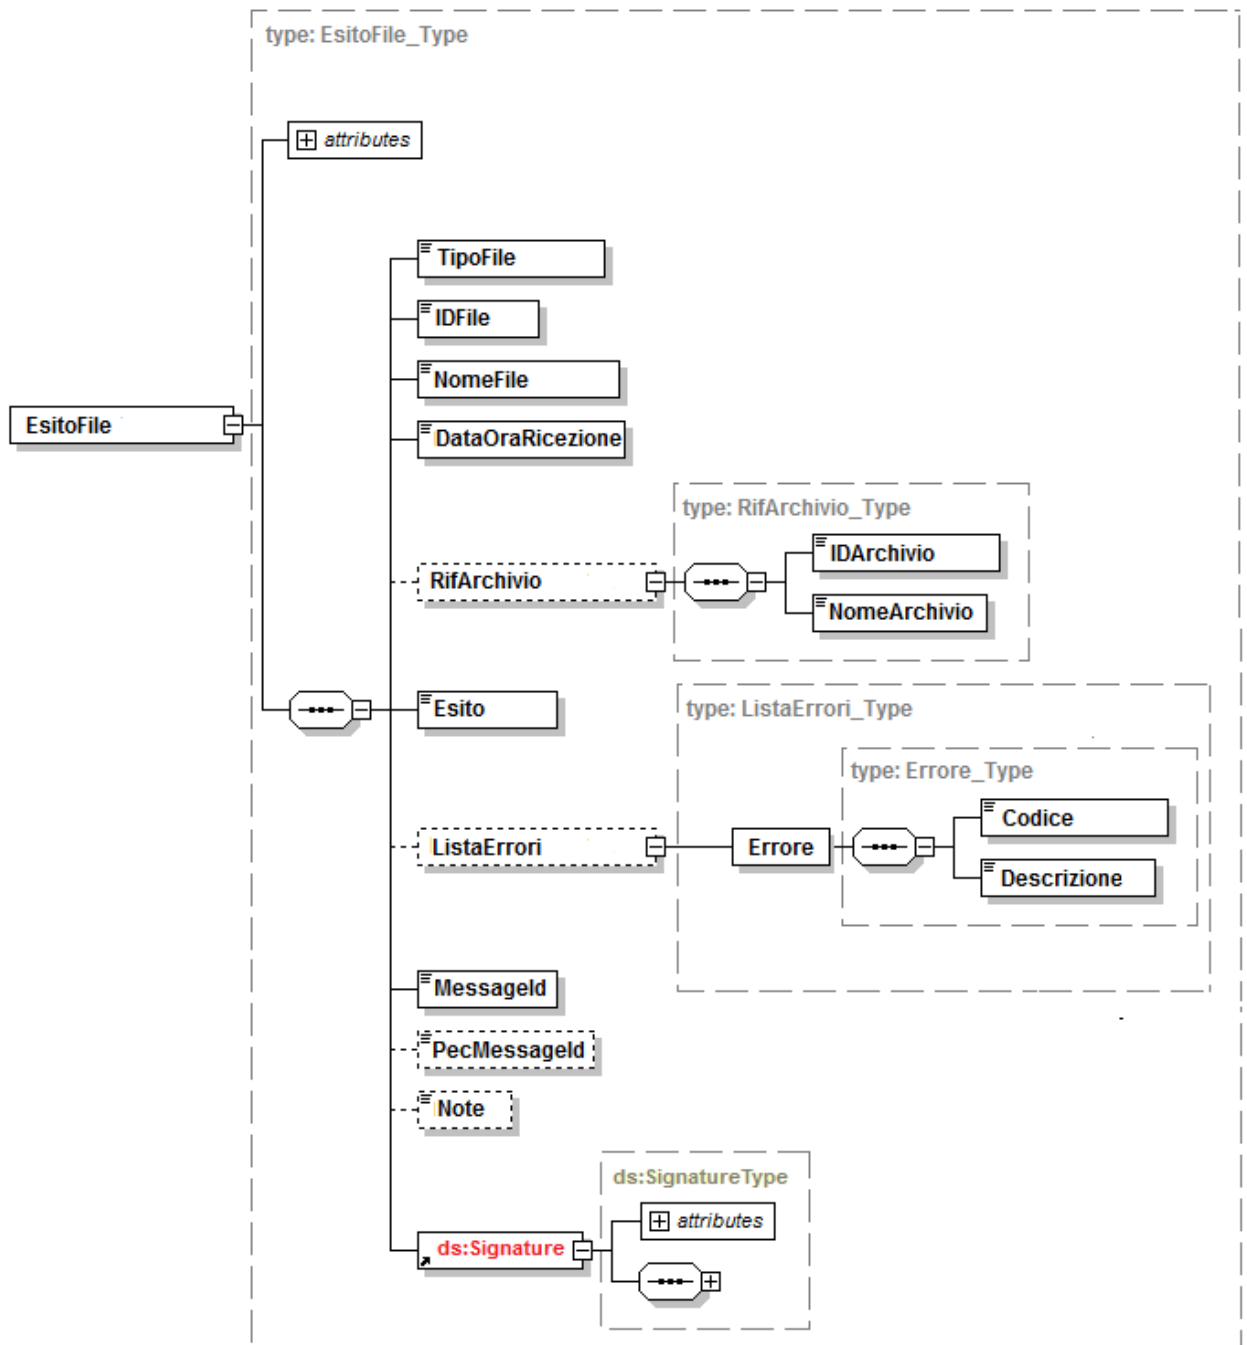 type: EsitoFile_Type
attributes
TipoFile
IDFile
NomeFile
EsitoFile
DataOraRicezione
type: RifArchivio_Type
IDArchivio
RifArchivio
NomeArchivio
Esito
type: ListaErrori_Type
type: Errore_Type
Codice
ListaErrori
Errore
Descrizione
MessageId
PecMessageId
Note
ds:SignatureType
attributes
ds:Signature